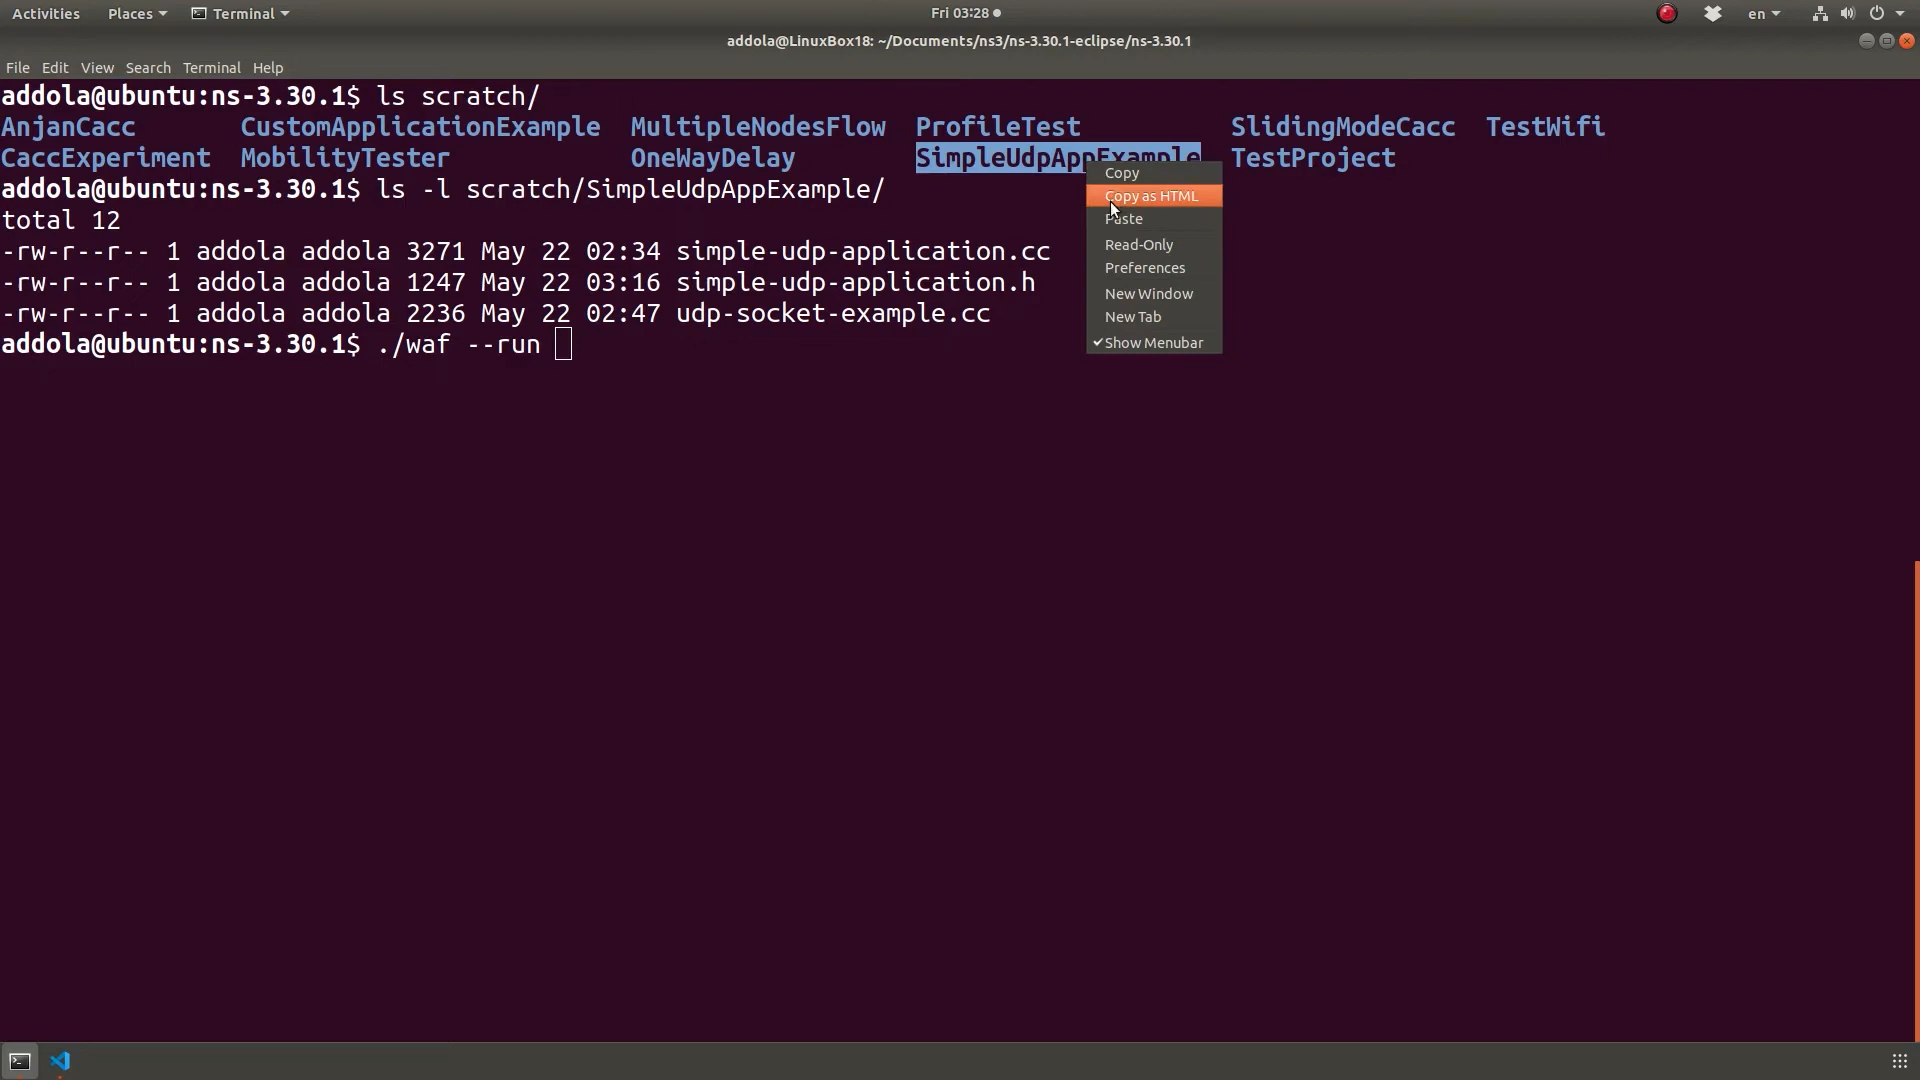 Activities Places Terminal Fri 03:28 en
addola@LinuxBox18: ~/Documents/ns3/ns-3.30.1-eclipse/ns-3.30.1
File Edit View Search Terminal Help
addola@ubuntu:ns-3.30.1$ ls scratch/
AnjanCacc CustomApplicationExample MultipleNodesFlow ProfileTest SlidingModeCacc TestWifi
CaccExperiment MobilityTester OneWayDelay SimpleUdpAppExample TestProject
addola@ubuntu:ns-3.30.1$ ls -l scratch/SimpleUdpAppExample/
total 12
-rw-r--r-- 1 addola addola 3271 May 22 02:34 simple-udp-application.cc
-rw-r--r-- 1 addola addola 1247 May 22 03:16 simple-udp-application.h
-rw-r--r-- 1 addola addola 2236 May 22 02:47 udp-socket-example.cc
addola@ubuntu:ns-3.30.1$ ./waf --run
Copy
Copy as HTML
Paste
Read-Only
Preferences
New Window
New Tab
Show Menubar